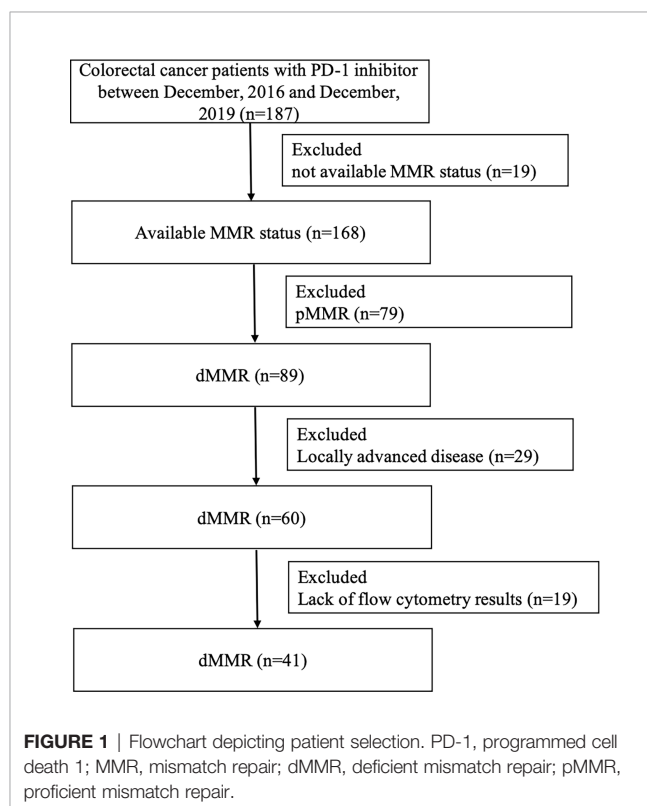 Colorectal cancer patients with PD-1 inhibitor
between December, 2016 and December,
2019 (n=187)
Excluded
not available MMR status (n=19)
Available MMR status (n=168)
Excluded
pMMR (n=79)
dMMR (n=89)
Excluded
Locally advanced disease (n=29)
dMMR (n=60)
Excluded
Lack of flow cytometry results (n=19)
dMMR (n=41)
FIGURE 1 | Flowchart depicting patient selection. PD-1, programmed cell
death 1; MMR, mismatch repair; dMMR, deficient mismatch repair; pMMR,
proficient mismatch repair.